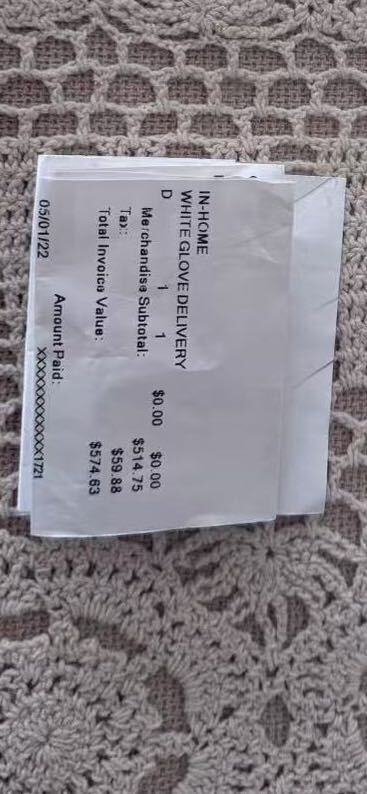 IN-HOME
WHITE GLOVE DELIVERY
D 1 1 $0.00 $0.00
Merchandise Subtotal: $514.75
Tax: $59.88
Total Invoice Value: $574.63
Amount Paid:
05/01/22 XXXXXXXXXXXX1721